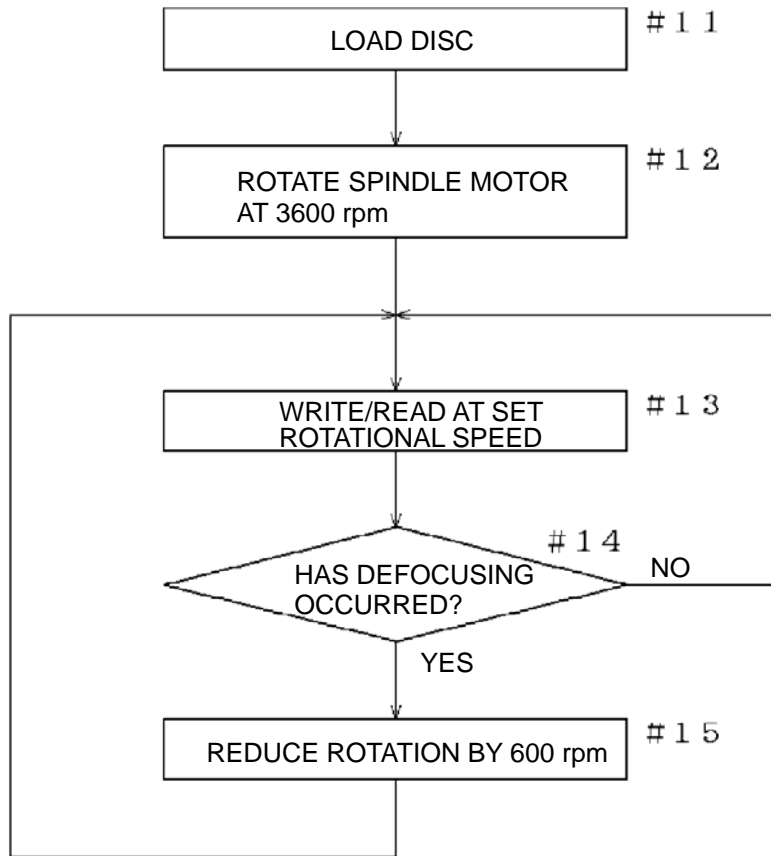 LOAD DISC
#11
ROTATE SPINDLE MOTOR
AT 3600 rpm
#12
WRITE/READ AT SET
ROTATIONAL SPEED
#13
#14
HAS DEFOCUSING
OCCURRED?
NO
YES
REDUCE ROTATION BY 600 rpm
#15